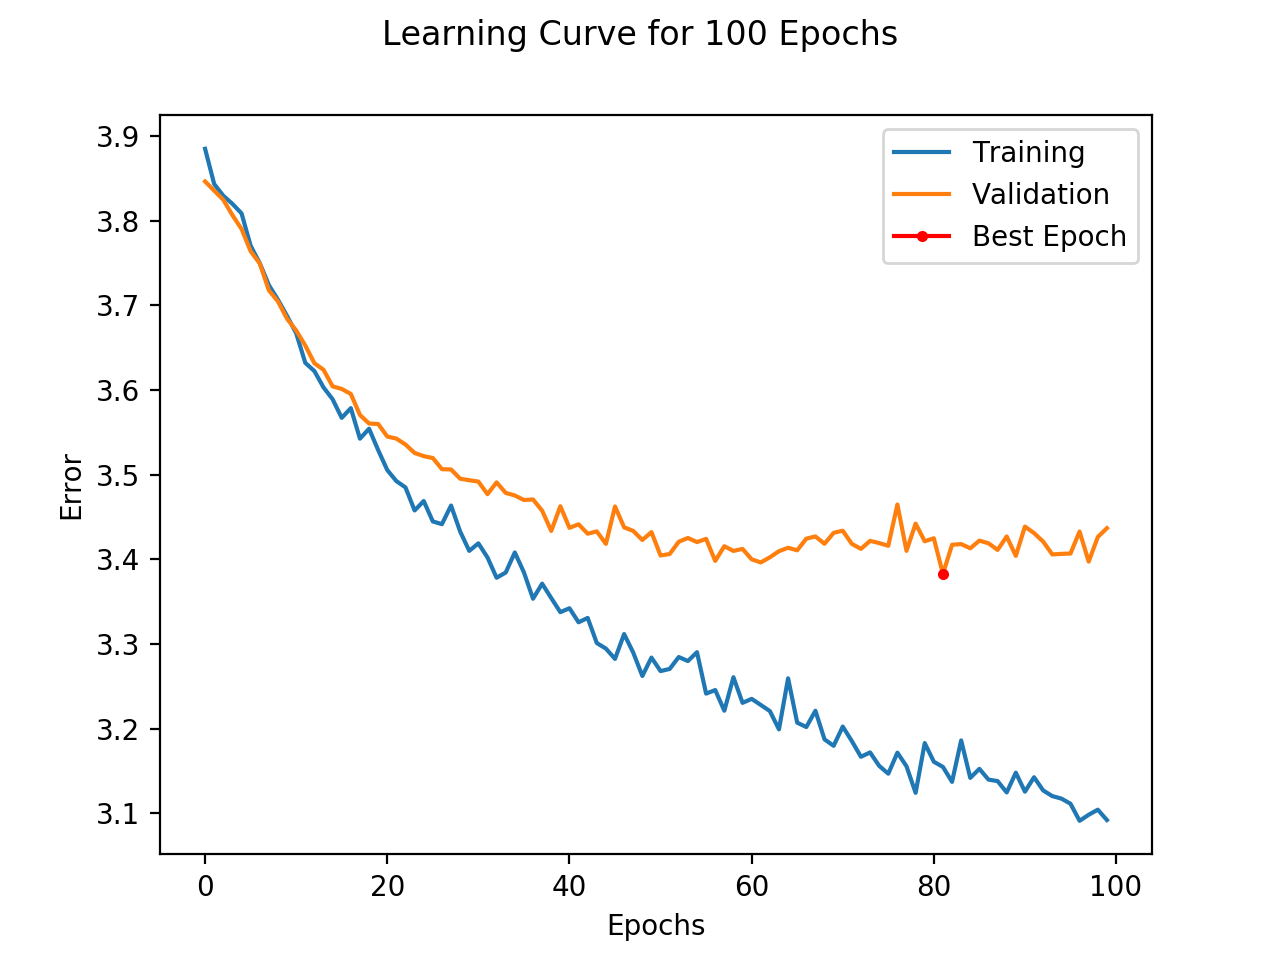 Learning Curve for 100 Epochs
Training
Validation
Best Epoch
3.9
3.8
3.7
3.6
3.5
3.4
3.3
3.2
3.1
Error
0 20 40 60 80 100
Epochs